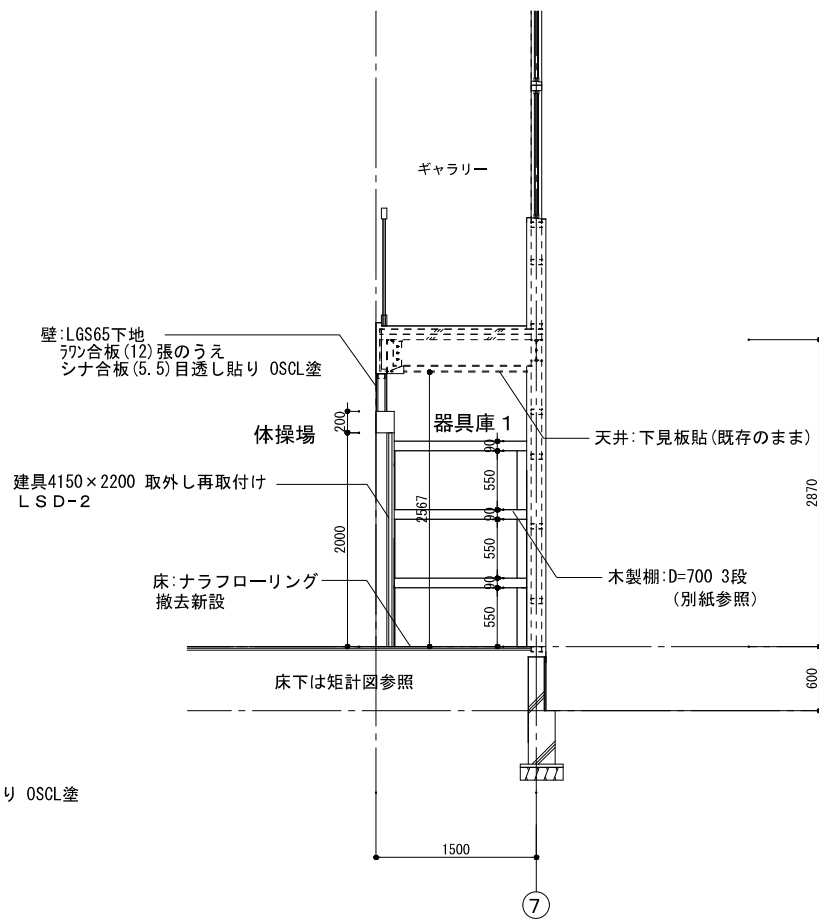 ギャラリー
壁:LGS65下地
ﾗﾜﾝ合板(12)張のうえ
シナ合板(5.5)目透し貼り OSCL塗
体操場
器具庫1
天井:下見板貼(既存のまま)
建具4150×2200 取外し再取付け
LSD-2
床:ナラフローリング
撤去新設
木製棚:D=700 3段
(別紙参照)
床下は矩計図参照
200
2000
2567
90
550
90
550
90
550
2870
600
り OSCL塗
1500
7